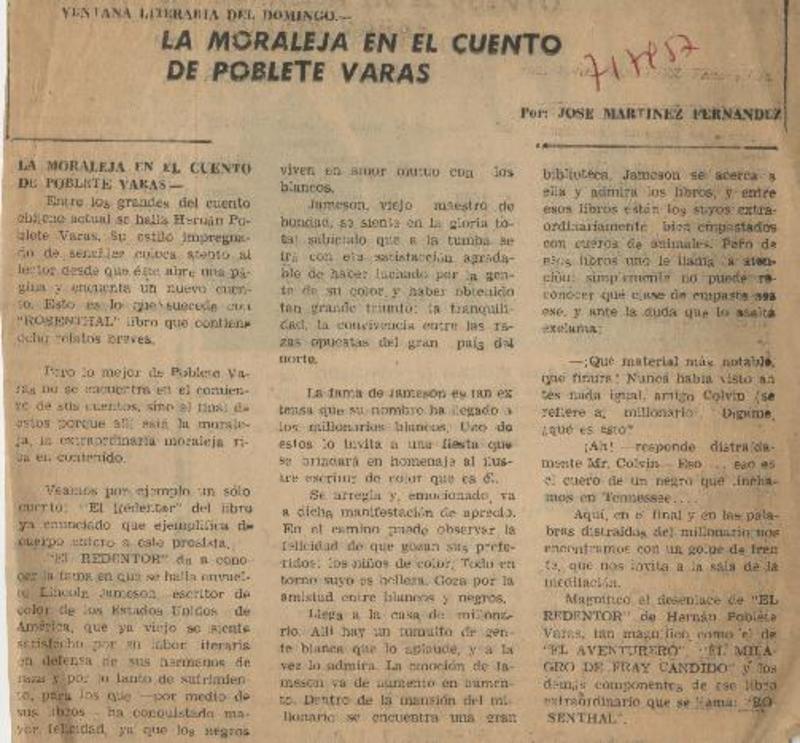 VENTANA LITERARIA DEL DOMINGO.—
LA MORALEJA EN EL CUENTO
DE POBLETE VARAS
717857
Por: JOSE MARTINEZ FERNANDEZ
LA MORALEJA EN EL CUENTO
DE POBLETE VARAS—
Entre los grandes del cuento
chileno actual se halla Hernán Po-
blete Varas. Su estilo impregna-
do de sencillez coloca atento al
lector desde que éste abre una pá-
gina y encuentra un nuevo cuen-
to. Esto es lo que sucede con
"ROSENTHAL" libro que contiene
ocho relatos breves.
Pero lo mejor de Poblete Va-
ras no se encuentra en el comien-
zo de sus cuentos, sino al final de
éstos porque allí salta la morale-
ja, la extraordinaria moraleja ri-
ca en contenido.
Veamos por ejemplo un sólo
cuento: "El Redentor" del libro
ya enunciado que ejemplifica de
cuerpo entero a este prosista.
"EL REDENTOR" da a cono-
cer la fama en que se halla envuel-
to Lincoln Jameson, escritor de
color de los Estados Unidos de
América, que ya viejo se siente
satisfecho por su labor literaria
en defensa de sus hermanos de
raza y por lo tanto de sufrimien-
to, para los que —por medio de
sus libros - ha conquistado ma-
yor felicidad, ya que los negros
viven en amor mutuo con los
blancos.
Jameson, viejo maestro de
bondad, se siente en la gloria to-
tal sabiendo que a la tumba se
irá con esa satisfacción agrada-
ble de haber luchado por la gen-
te de su color y haber obtenido
tan grande triunfo: la tranquili-
dad, la convivencia entre las ra-
zas opuestas del gran país del
norte.
La fama de Jameson es tan ex
tensa que su nombre ha llegado a
los millonarios blancos. Uno de
éstos lo invita a una fiesta que
se brindará en homenaje al ilus-
tre escritor de color que es él.
Se arregla y, emocionado, va
a dicha manifestación de aprecio.
En el camino puede observar la
felicidad de que gozan sus prefe-
ridos: los niños de color. Todo en
torno suyo es belleza. Goza por la
amistad entre blancos y negros.
Llega a la casa de millona-
rio. Allí hay un tumulto de gen-
te blanca que lo aplaude, y a la
vez lo admira. La emoción de Ja-
meson va de aumento en aumen-
to. Dentro de la mansión del mi-
llonario se encuentra una gran
biblioteca. Jameson se acerca a
ella y admira los libros, y entre
esos libros están los suyos extra-
ordinariamente bien empastados
con cueros de animales. Pero de
esos libros uno le llama la aten-
ción: simplemente no puede re-
conocer qué clase de empaste sea
ese, y ante la duda que lo asalta
exclama:
—¡Qué material más notable,
qué finura! Nunca había visto an
tes nada igual, amigo Colvin (se
refiere al millonario. Dígame,
¿qué es esto?
¡Ah! —responde distraída-
mente Mr. Colvin— Eso ... eso es
el cuero de un negro que lincha-
mos en Tennessee....
Aquí, en el final y en las pala-
bras distraídas del millonario nos
encontramos con un golpe de fren
te, que nos invita a la sala de la
meditación.
Magnífico el desenlace de "EL
REDENTOR" de Hernán Poblete
Varas, tan magnífico como el de
"EL AVENTURERO", "EL MILA-
GRO DE FRAY CANDIDO" y los
demás componentes de ese libro
extraordinario que se llama: "RO
SENTHAL".